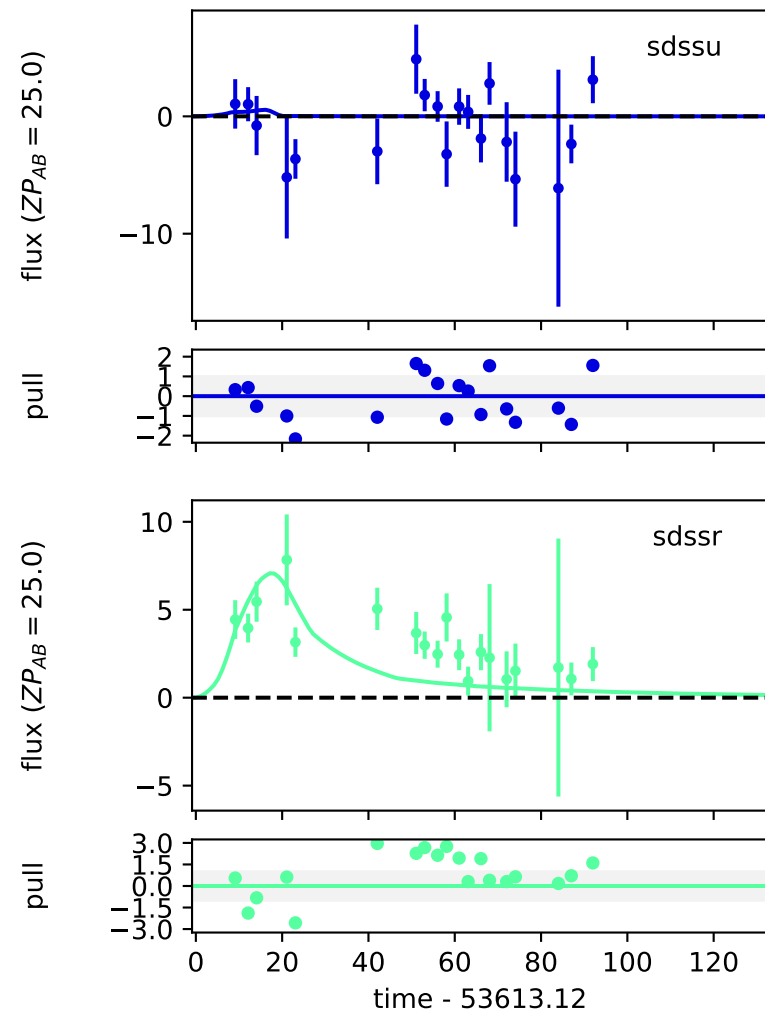 sdssu
flux (ZP_AB = 25.0)
0
−10
2
1
0
−1
−2
pull
sdssr
flux (ZP_AB = 25.0)
10
5
0
−5
3.0
1.5
0.0
−1.5
−3.0
pull
0 20 40 60 80 100 120
time - 53613.12